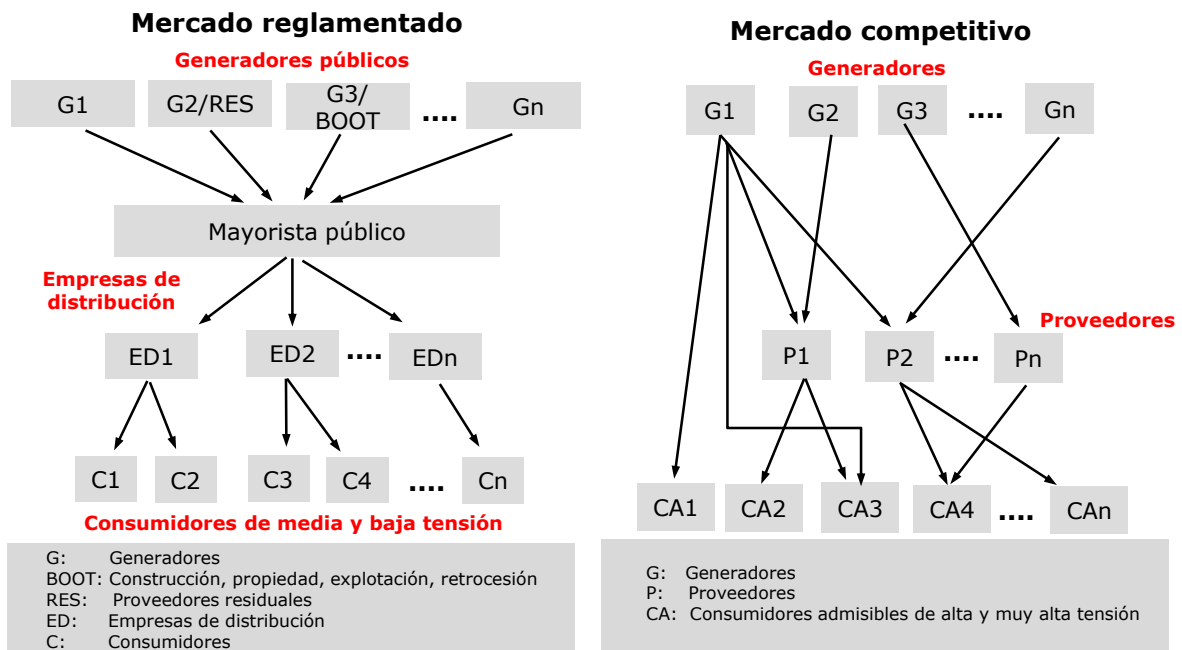 Mercado reglamentado
Generadores públicos
G1
G2/RES
G3/
BOOT
....
Gn
Mayorista público
Empresas de
distribución
ED1
ED2
....
EDn
C1
C2
C3
C4
....
Cn
Consumidores de media y baja tensión
G: Generadores
BOOT: Construcción, propiedad, explotación, retrocesión
RES: Proveedores residuales
ED: Empresas de distribución
C: Consumidores
Mercado competitivo
Generadores
G1
G2
G3
....
Gn
Proveedores
P1
P2
....
Pn
CA1
CA2
CA3
CA4
....
CAn
G: Generadores
P: Proveedores
CA: Consumidores admisibles de alta y muy alta tensión